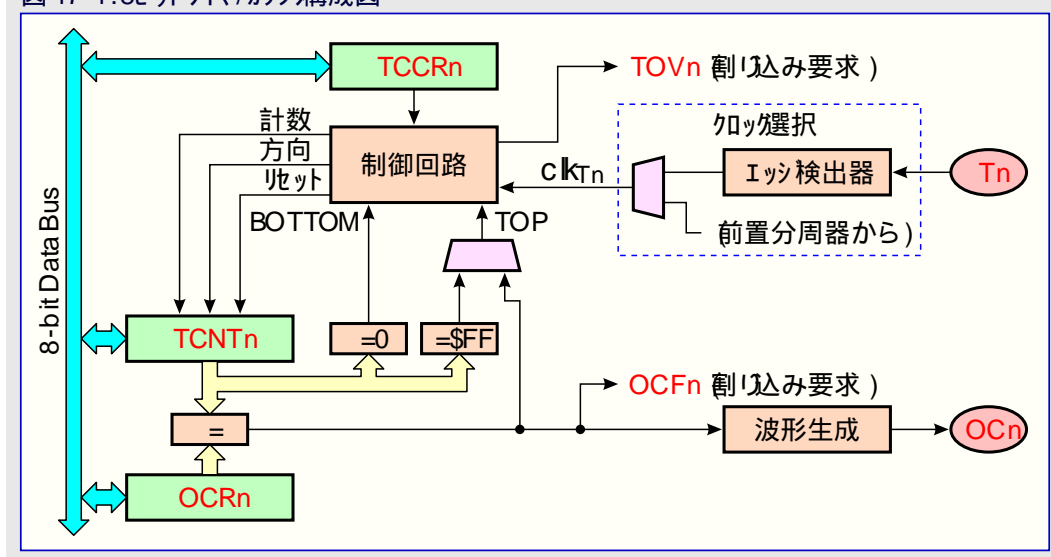 TCCRn
TOVn (割り込み要求)
計数
方向
リセット
制御回路
クロック選択
clkTn
エッジ検出器
Tn
(前置分周器から)
BOTTOM
TOP
8-bit Data Bus
TCNTn
=0
=$FF
OCFn (割り込み要求)
=
波形生成
OCn
OCRn